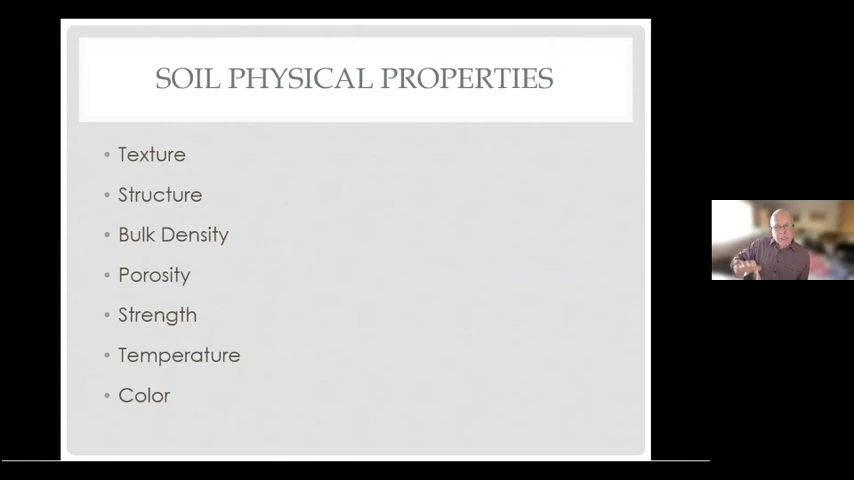 SOIL PHYSICAL PROPERTIES
• Texture
• Structure
• Bulk Density
• Porosity
• Strength
• Temperature
• Color